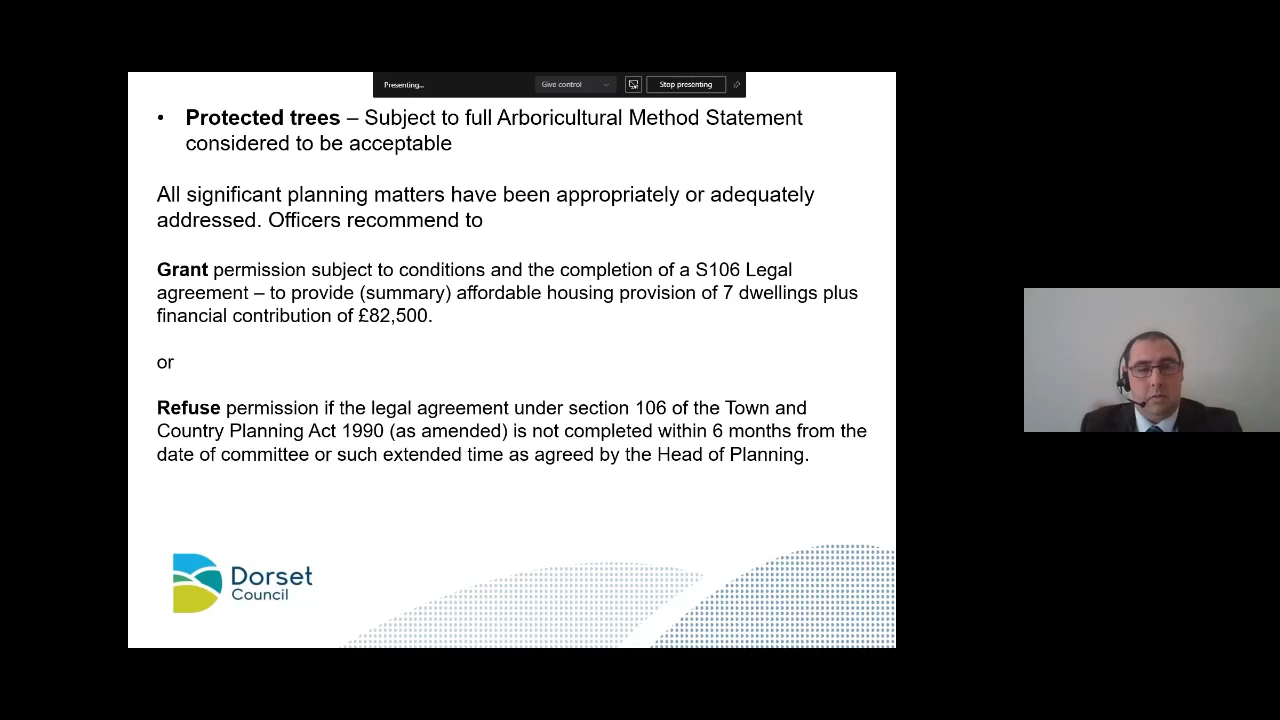 Presenting...
Give control
Stop presenting
• Protected trees – Subject to full Arboricultural Method Statement
considered to be acceptable
All significant planning matters have been appropriately or adequately
addressed. Officers recommend to
Grant permission subject to conditions and the completion of a S106 Legal
agreement – to provide (summary) affordable housing provision of 7 dwellings plus
financial contribution of £82,500.
or
Refuse permission if the legal agreement under section 106 of the Town and
Country Planning Act 1990 (as amended) is not completed within 6 months from the
date of committee or such extended time as agreed by the Head of Planning.
Dorset
Council